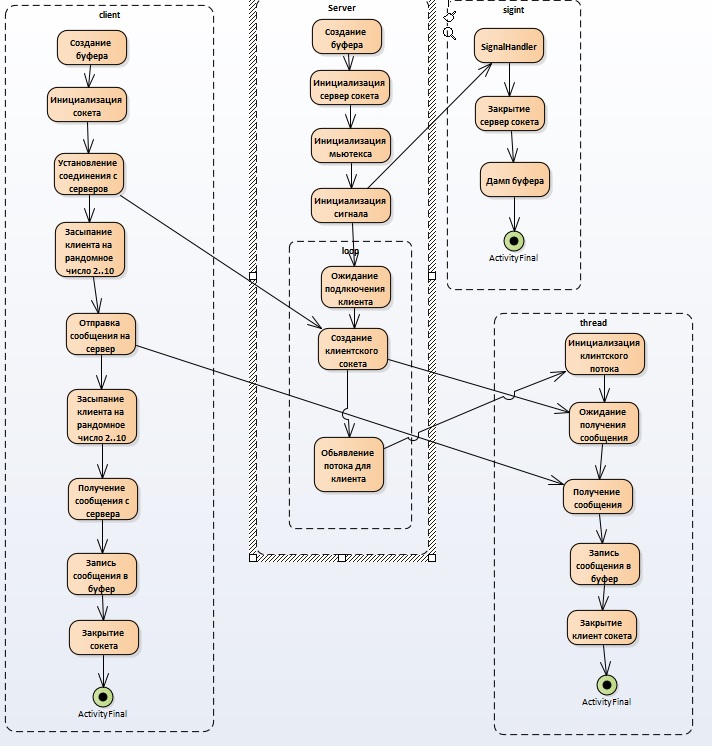 client
Создание
буфера
Инициализация
сокета
Установление
соединения с
серверов
Засыпание
клиента на
рандомное
число 2..10
Отправка
сообщения на
сервер
Засыпание
клиента на
рандомное
число 2..10
Получение
сообщения с
сервера
Запись
сообщения в
буфер
Закрытие
сокета
ActivityFinal
Server
Создание
буфера
Инициализация
сервер сокета
Инициализация
мьютекса
Инициализация
сигнала
loop
Ожидание
подлкючения
клиента
Создание
клиентского
сокета
Обьявление
потока для
клиента
sigint
SignalHandler
Закрытие
сервер сокета
Дамп буфера
ActivityFinal
thread
Инициализация
клинтского
потока
Ожидание
получения
сообщения
Получение
сообщения
Запись
сообщения в
буфер
Закрытие
клиент сокета
ActivityFinal